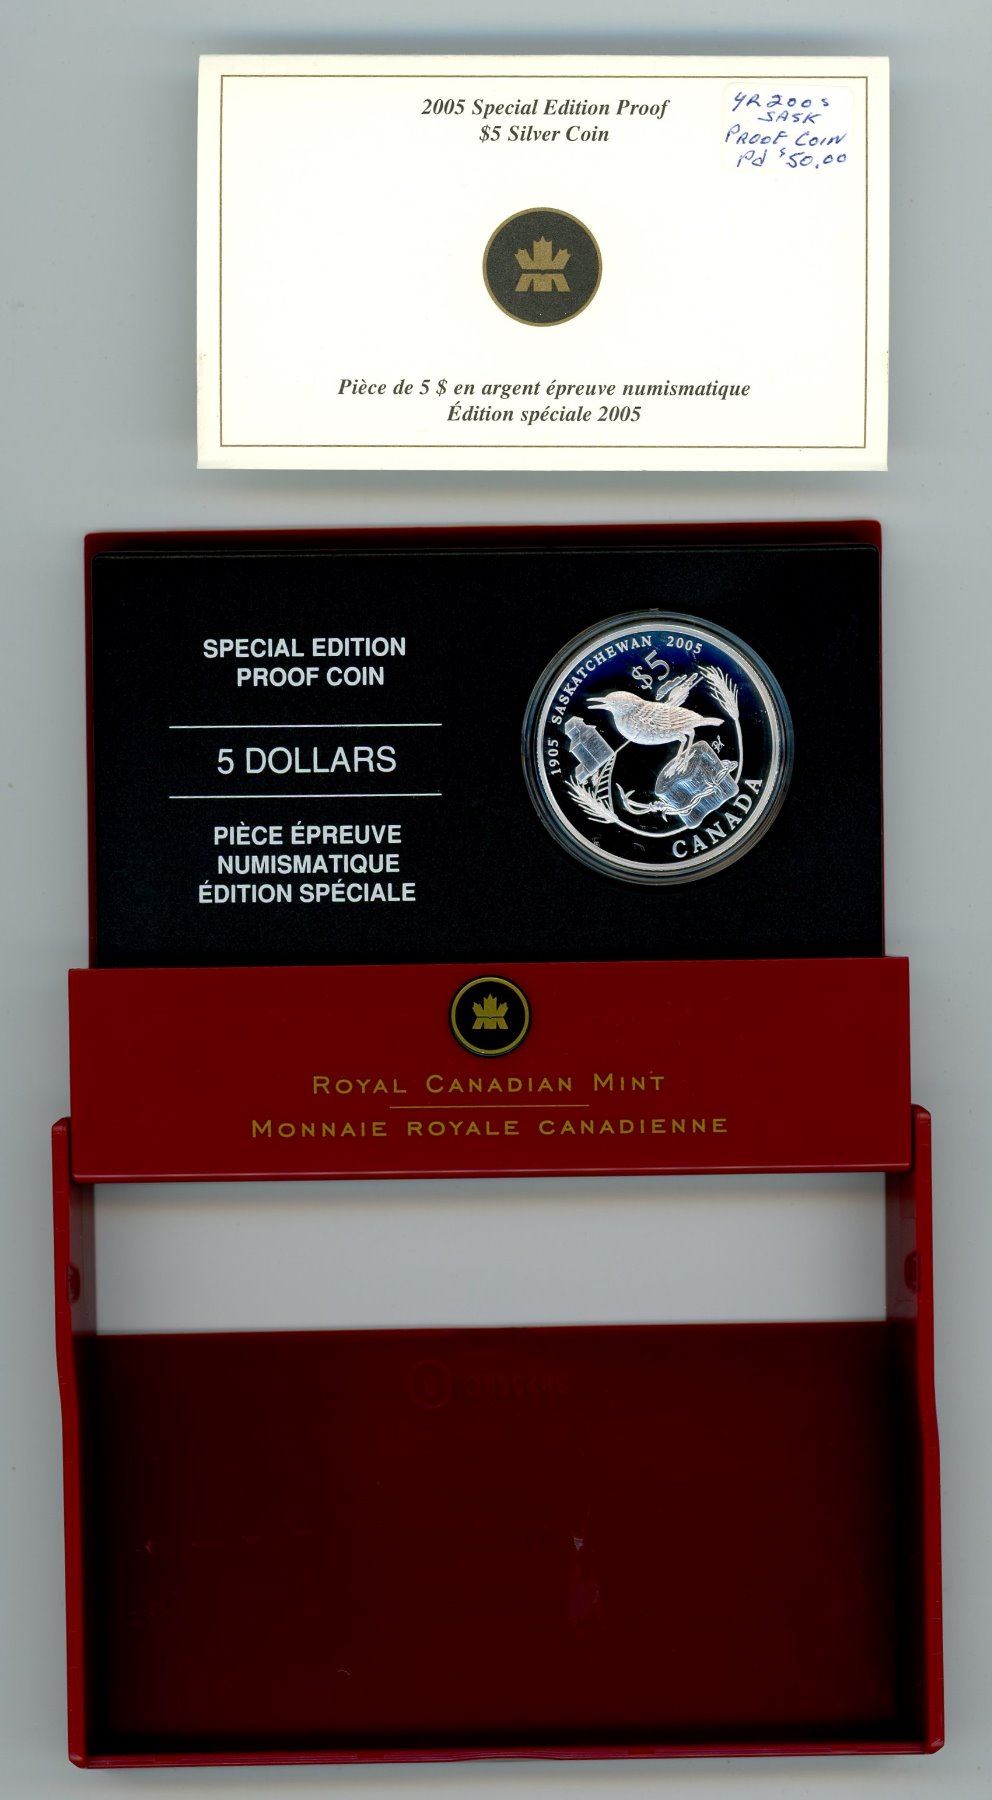 2005 Special Edition Proof
$5 Silver Coin
YR 2005
SASK
PROOF COIN
Pd $50.00
Pièce de 5 $ en argent épreuve numismatique
Édition spéciale 2005
SPECIAL EDITION
PROOF COIN
5 DOLLARS
PIÈCE ÉPREUVE
NUMISMATIQUE
ÉDITION SPÉCIALE
1905 SASKATCHEWAN 2005
$5
CANADA
ROYAL CANADIAN MINT
MONNAIE ROYALE CANADIENNE